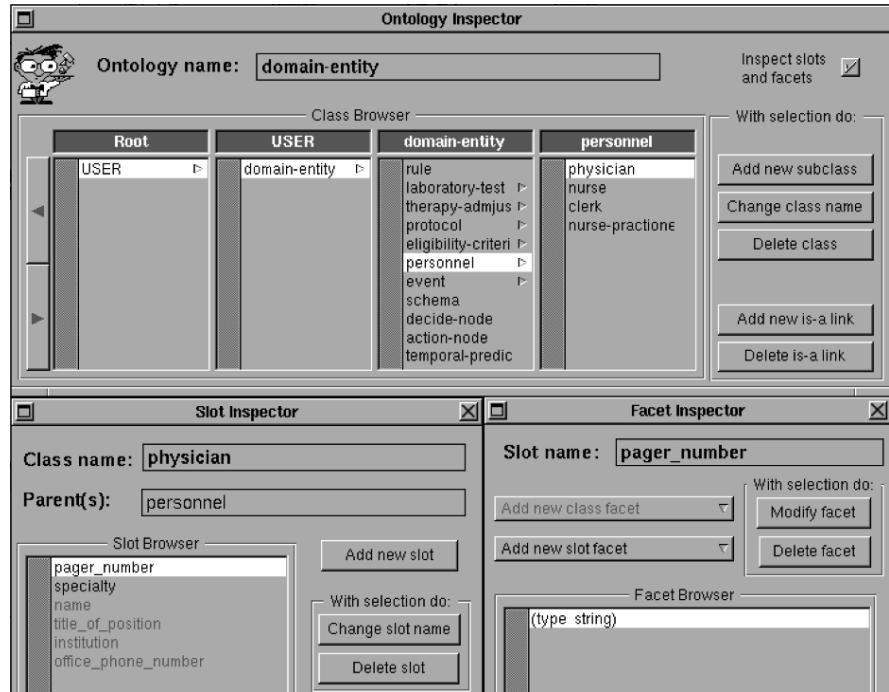 Ontology Inspector
Ontology name: domain-entity
Inspect slots
and facets
Class Browser
With selection do:
Root
USER
USER
domain-entity
domain-entity
rule
laboratory-test
therapy-admjus
protocol
eligibility-criteri
personnel
event
schema
decide-node
action-node
temporal-predic
personnel
physician
nurse
clerk
nurse-practione
Add new subclass
Change class name
Delete class
Add new is-a link
Delete is-a link
Slot Inspector
Class name: physician
Parent(s): personnel
Slot Browser
pager_number
specialty
name
title_of_position
institution
office_phone_number
Add new slot
With selection do:
Change slot name
Delete slot
Facet Inspector
Slot name: pager_number
Add new class facet
Add new slot facet
With selection do:
Modify facet
Delete facet
Facet Browser
(type string)